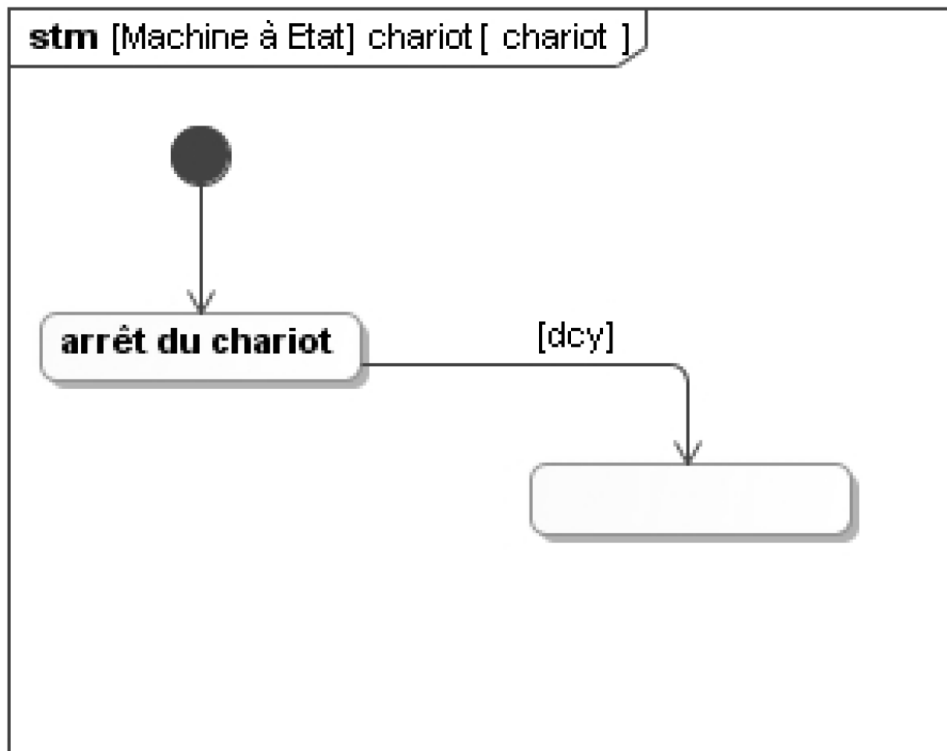 stm [Machine à Etat] chariot [ chariot ]
arrêt du chariot
[dcy]